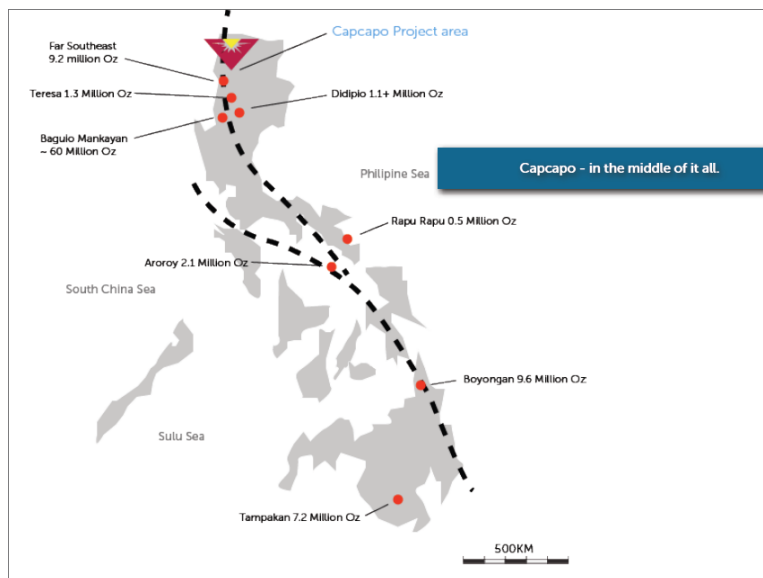 Capcapo Project area
Far Southeast
9.2 million Oz
Teresa 1.3 Million Oz
Didipio 1.1+ Million Oz
Baguio Mankayan
~ 60 Million Oz
Philipine Sea
Capcapo - in the middle of it all.
Rapu Rapu 0.5 Million Oz
Aroroy 2.1 Million Oz
South China Sea
Boyongan 9.6 Million Oz
Sulu Sea
Tampakan 7.2 Million Oz
500KM